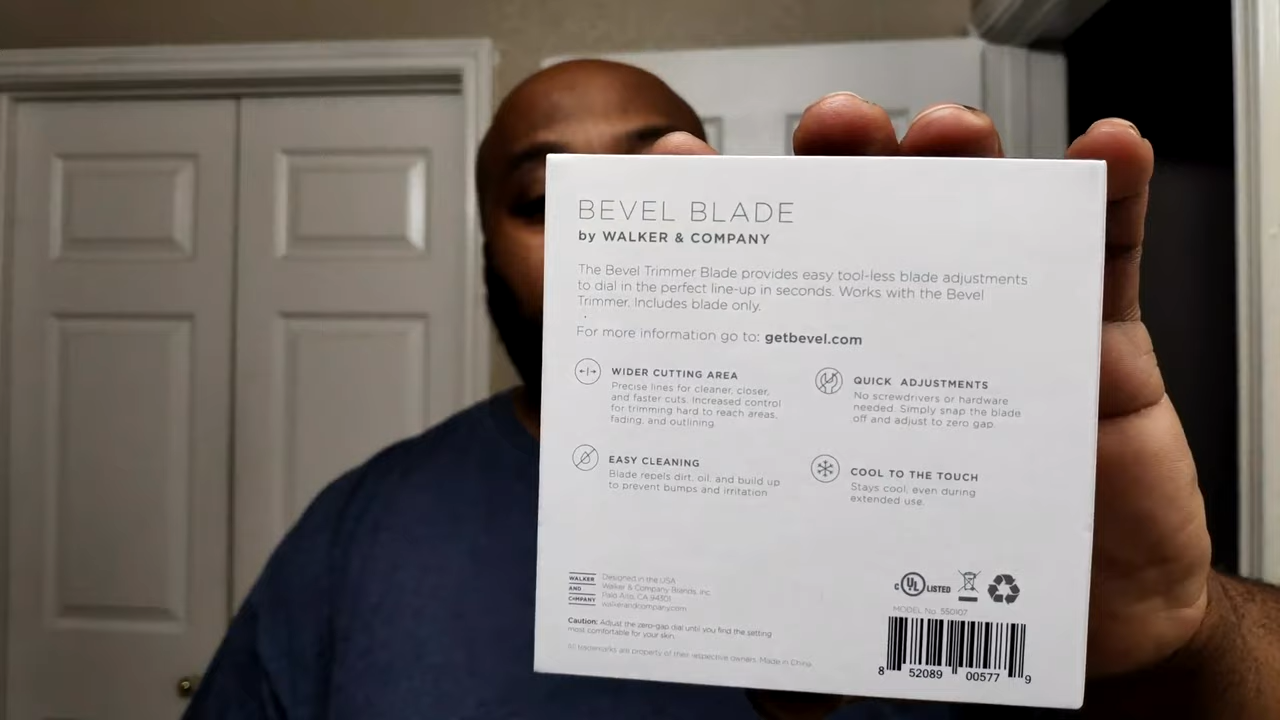 BEVEL BLADE
by WALKER & COMPANY
The Bevel Trimmer Blade provides easy tool-less blade adjustments
to dial in the perfect line-up in seconds. Works with the Bevel
Trimmer. Includes blade only.
For more information go to: getbevel.com
WIDER CUTTING AREA
Precise lines for cleaner, closer,
and faster cuts. Increased control
for trimming hard to reach areas,
fading, and outlining.
QUICK ADJUSTMENTS
No screwdrivers or hardware
needed. Simply snap the blade
off and adjust to zero gap.
EASY CLEANING
Blade repels dirt, oil, and build up
to prevent bumps and irritation
COOL TO THE TOUCH
Stays cool, even during
extended use.
WALKER
AND
COMPANY
Designed in the USA
Walker & Company Brands, Inc.
Palo Alto, CA 94301
walkerandcompany.com
Caution: Adjust the zero-gap dial until you find the setting
most comfortable for your skin.
All trademarks are property of their respective owners. Made in China
C UL LISTED
MODEL No. 550107
8 52089 00577 9